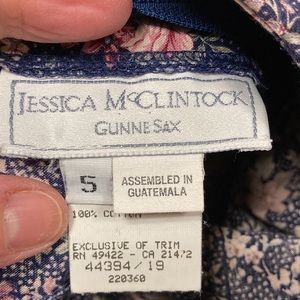 JESSICA McCLINTOCK
GUNNE SAX
5
ASSEMBLED IN
GUATEMALA
100% COTTON
EXCLUSIVE OF TRIM
RN 49422 - CA 21472
44394/19
220360